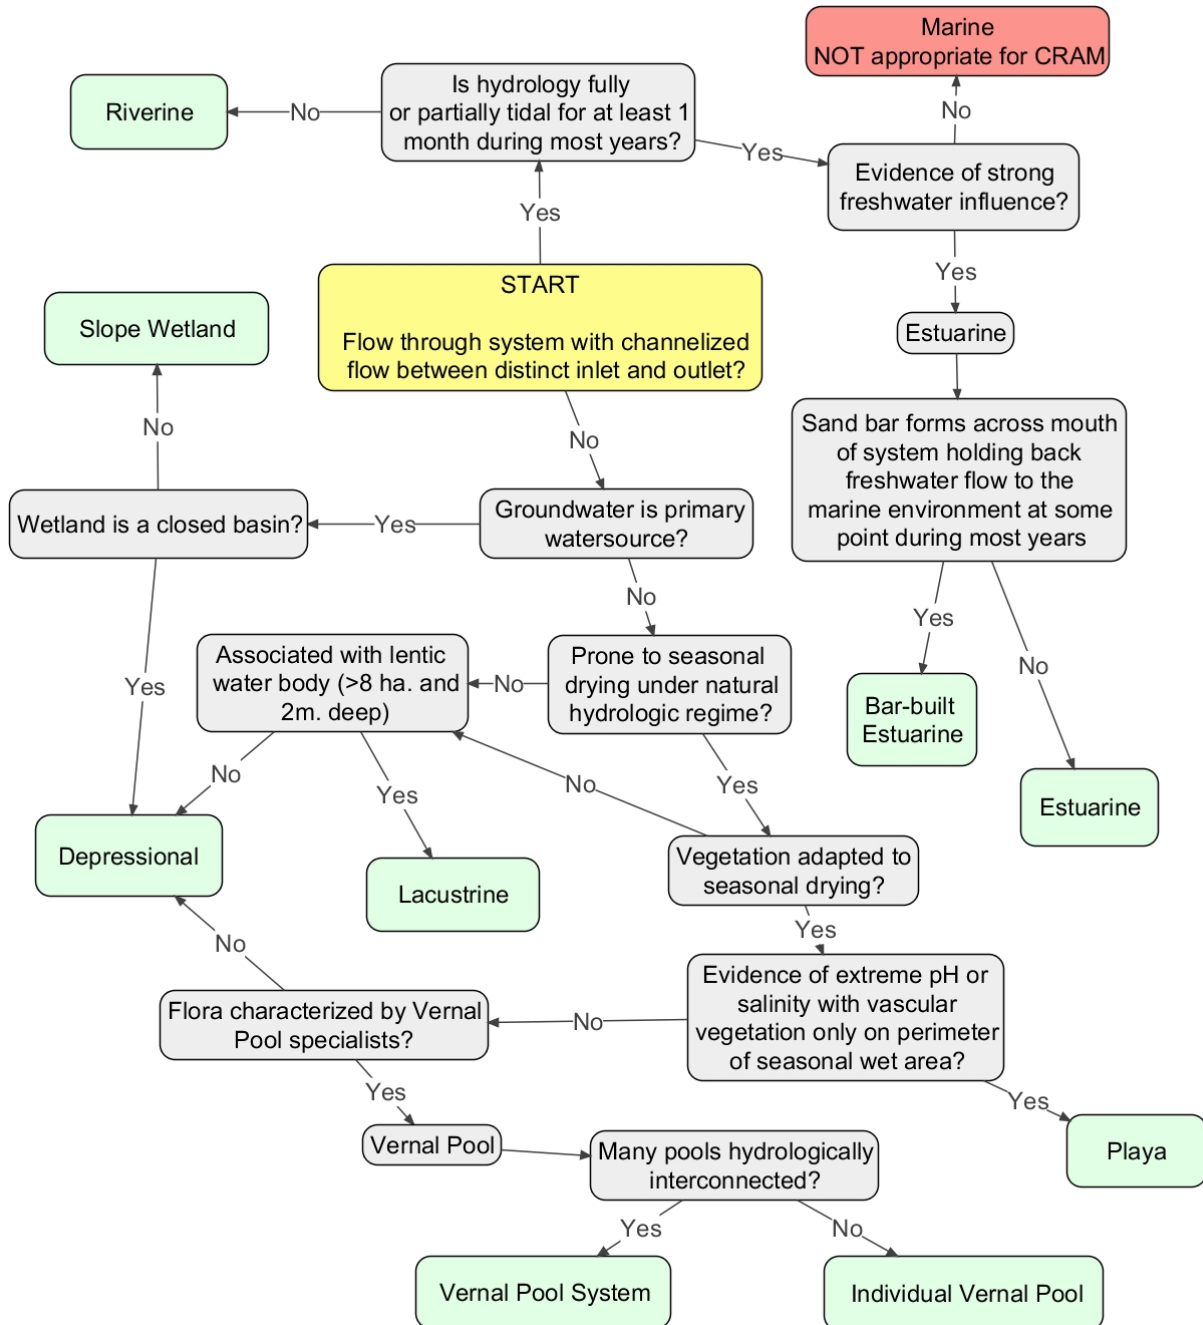 Marine
NOT appropriate for CRAM
Is hydrology fully
or partially tidal for at least 1
month during most years?
Riverine
No
No
Yes
Evidence of strong
freshwater influence?
Yes
START
Flow through system with channelized
flow between distinct inlet and outlet?
Yes
Slope Wetland
Estuarine
No
No
Sand bar forms across mouth
of system holding back
freshwater flow to the
marine environment at some
point during most years
Wetland is a closed basin?
Yes
Groundwater is primary
watersource?
No
Yes
No
Associated with lentic
water body (>8 ha. and
2m. deep)
No
Prone to seasonal
drying under natural
hydrologic regime?
Yes
Bar-built
Estuarine
No
Yes
No
Yes
Estuarine
Depressional
Lacustrine
Vegetation adapted to
seasonal drying?
Yes
No
Evidence of extreme pH or
salinity with vascular
vegetation only on perimeter
of seasonal wet area?
Flora characterized by Vernal
Pool specialists?
No
Yes
Yes
Vernal Pool
Many pools hydrologically
interconnected?
Playa
Yes
No
Vernal Pool System
Individual Vernal Pool